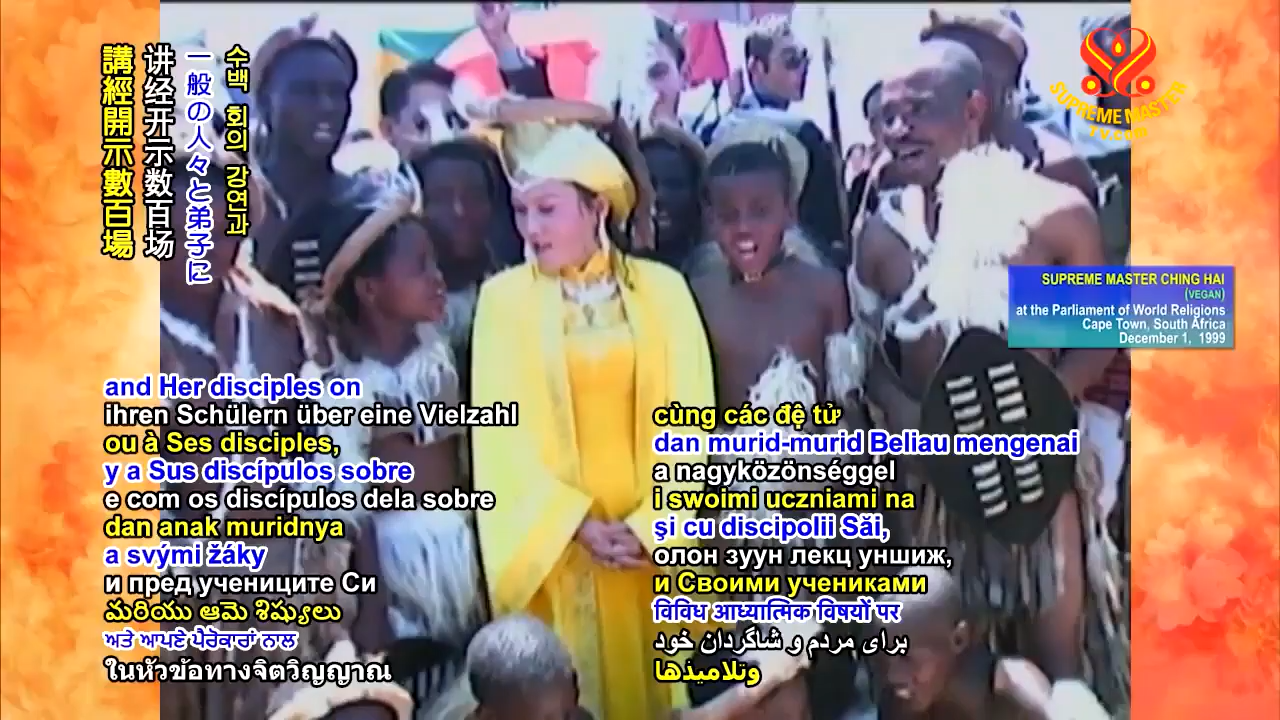 수백 회의 강연과
一般の人々と弟子に
讲经开示数百场
講經開示數百場
SUPREME MASTER
TV.com
SUPREME MASTER CHING HAI
(VEGAN)
at the Parliament of World Religions
Cape Town, South Africa
December 1, 1999
and Her disciples on
ihren Schülern über eine Vielzahl
ou à Ses disciples,
y a Sus discípulos sobre
e com os discípulos dela sobre
dan anak muridnya
a svými žáky
и пред учениците Си
మరియు ఆమె శిష్యులు
ਅਤੇ ਆਪਣੇ ਪੈਰੋਕਾਰਾਂ ਨਾਲ
ในหัวข้อทางจิตวิญญาณ
cùng các đệ tử
dan murid-murid Beliau mengenai
a nagyközönséggel
i swoimi uczniami na
şi cu discipolii Săi,
олон зуун лекц уншиж,
и Своими учениками
विविध आध्यात्मिक विषयों पर
برای مردم و شاگردان خود
وتلاميذها